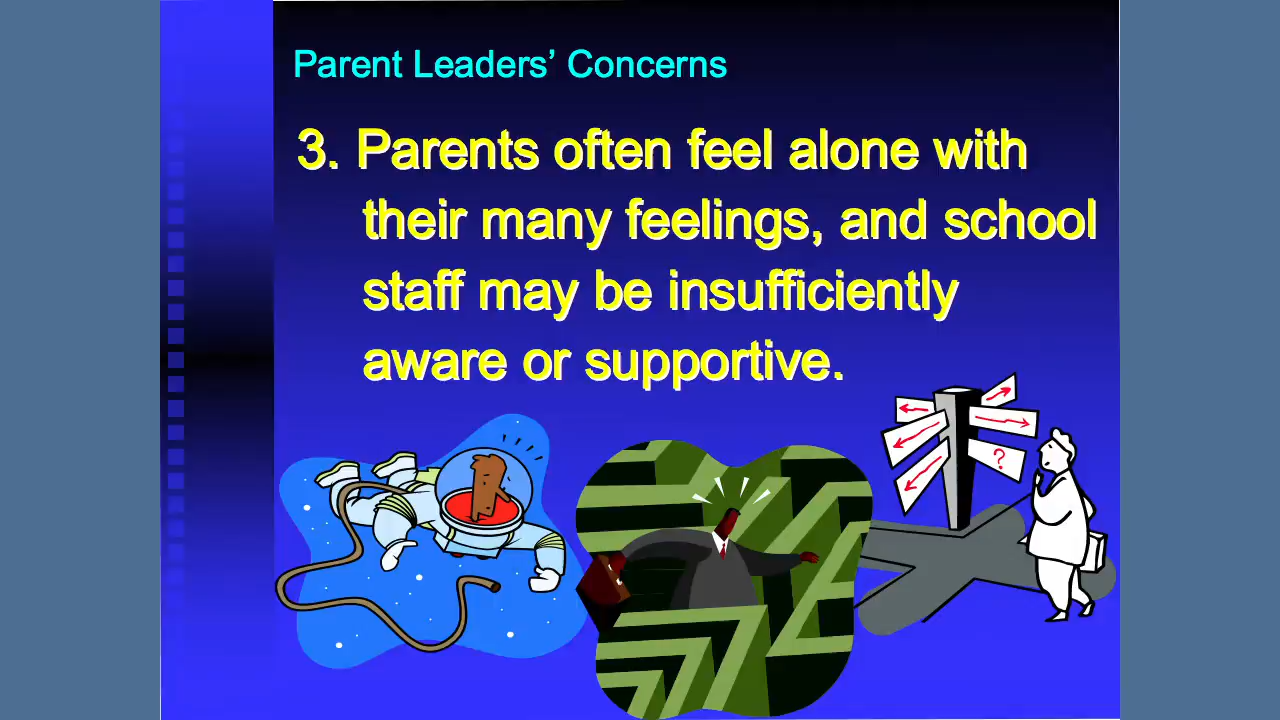 Parent Leaders’ Concerns
3. Parents often feel alone with
their many feelings, and school
staff may be insufficiently
aware or supportive.
?